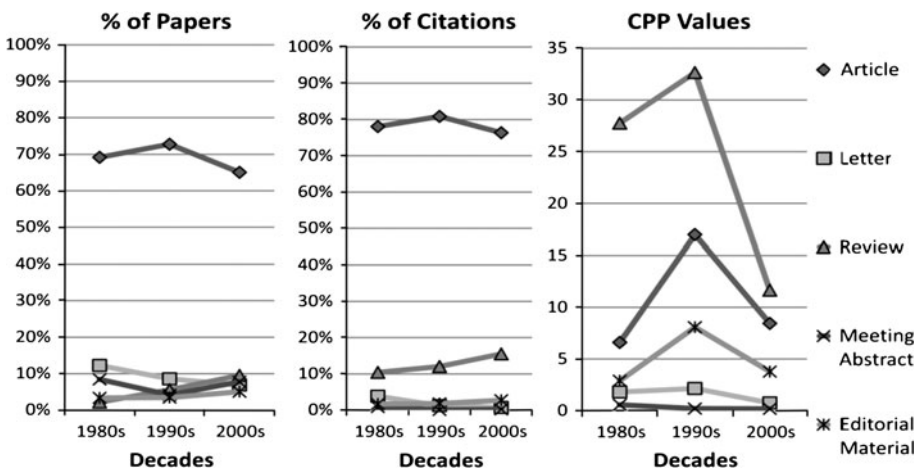 % of Papers
100%
90%
80%
70%
60%
50%
40%
30%
20%
10%
0%
1980s 1990s 2000s
Decades
% of Citations
100%
90%
80%
70%
60%
50%
40%
30%
20%
10%
0%
1980s 1990s 2000s
Decades
CPP Values
35
30
25
20
15
10
5
0
1980s 1990s 2000s
Decades
Article
Letter
Review
Meeting
Abstract
Editorial
Material